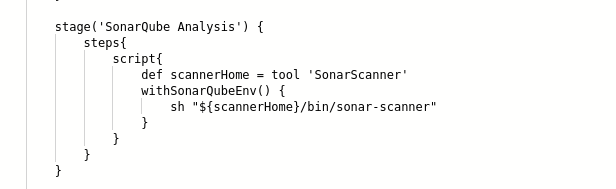 stage('SonarQube Analysis') {
steps{
script{
def scannerHome = tool 'SonarScanner'
withSonarQubeEnv() {
sh "${scannerHome}/bin/sonar-scanner"
}
}
}
}